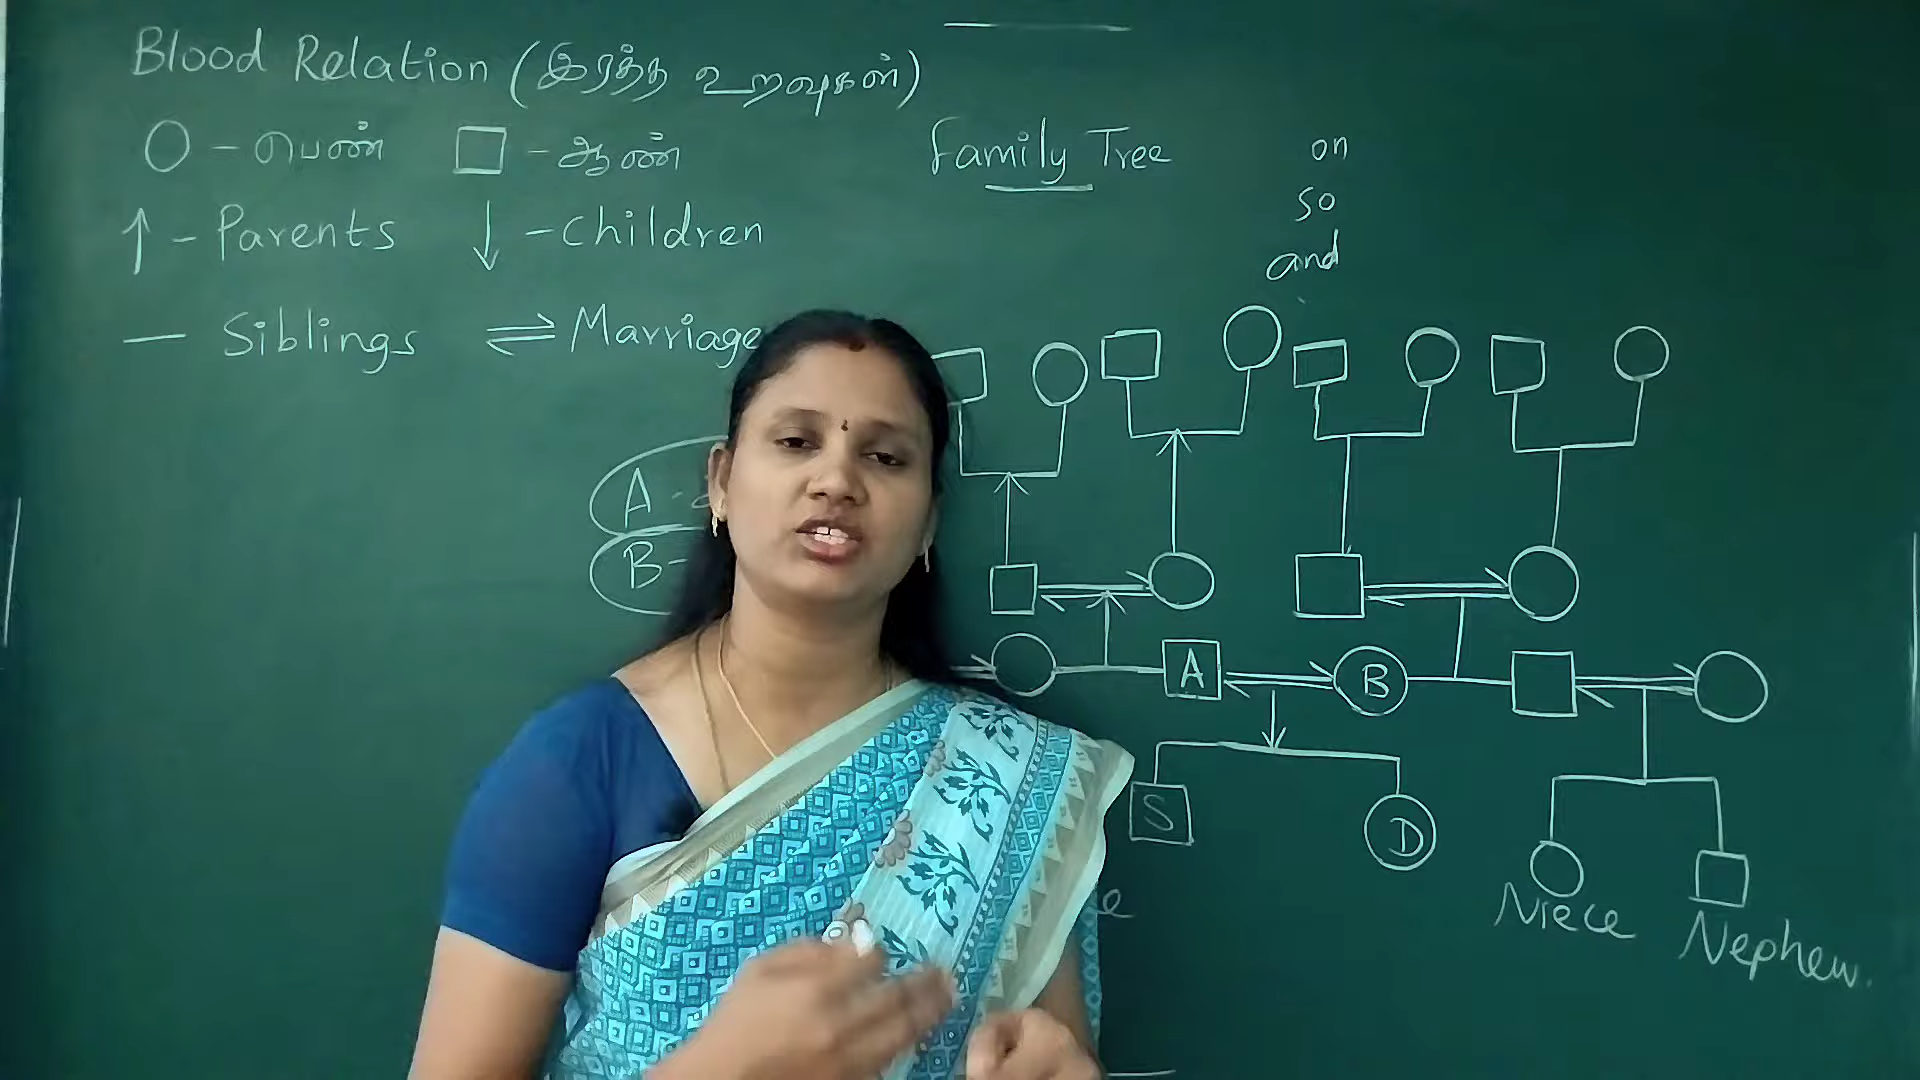 Blood Relation (இரத்த உறவுகள்)
O - பெண் □ - ஆண்
↑ - Parents ↓ - Children
— Siblings ⇌ Marriage
Family Tree
on
so
and
A -
B -
A B
S D
Niece Nephew.